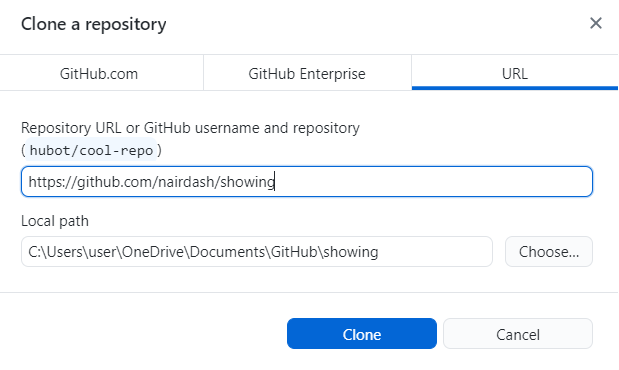 Clone a repository
GitHub.com
GitHub Enterprise
URL
Repository URL or GitHub username and repository
(hubot/cool-repo)
https://github.com/nairdash/showing
Local path
C:\Users\user\OneDrive\Documents\GitHub\showing
Choose...
Clone
Cancel